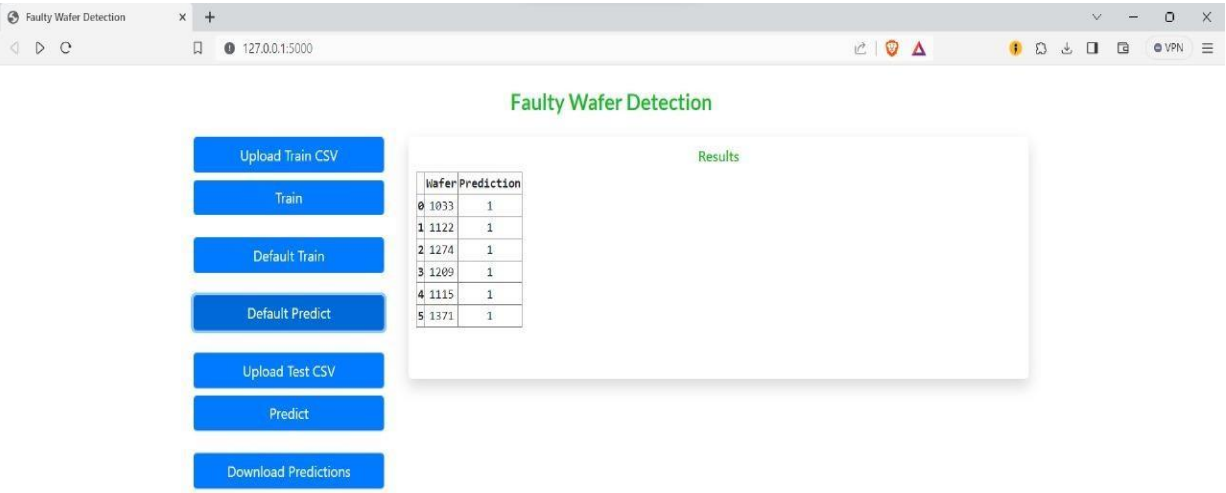 Faulty Wafer Detection
127.0.0.1:5000
VPN
Faulty Wafer Detection
Upload Train CSV
Train
Default Train
Default Predict
Upload Test CSV
Predict
Download Predictions
Results
Wafer Prediction
0 1033 1
1 1122 1
2 1274 1
3 1209 1
4 1115 1
5 1371 1